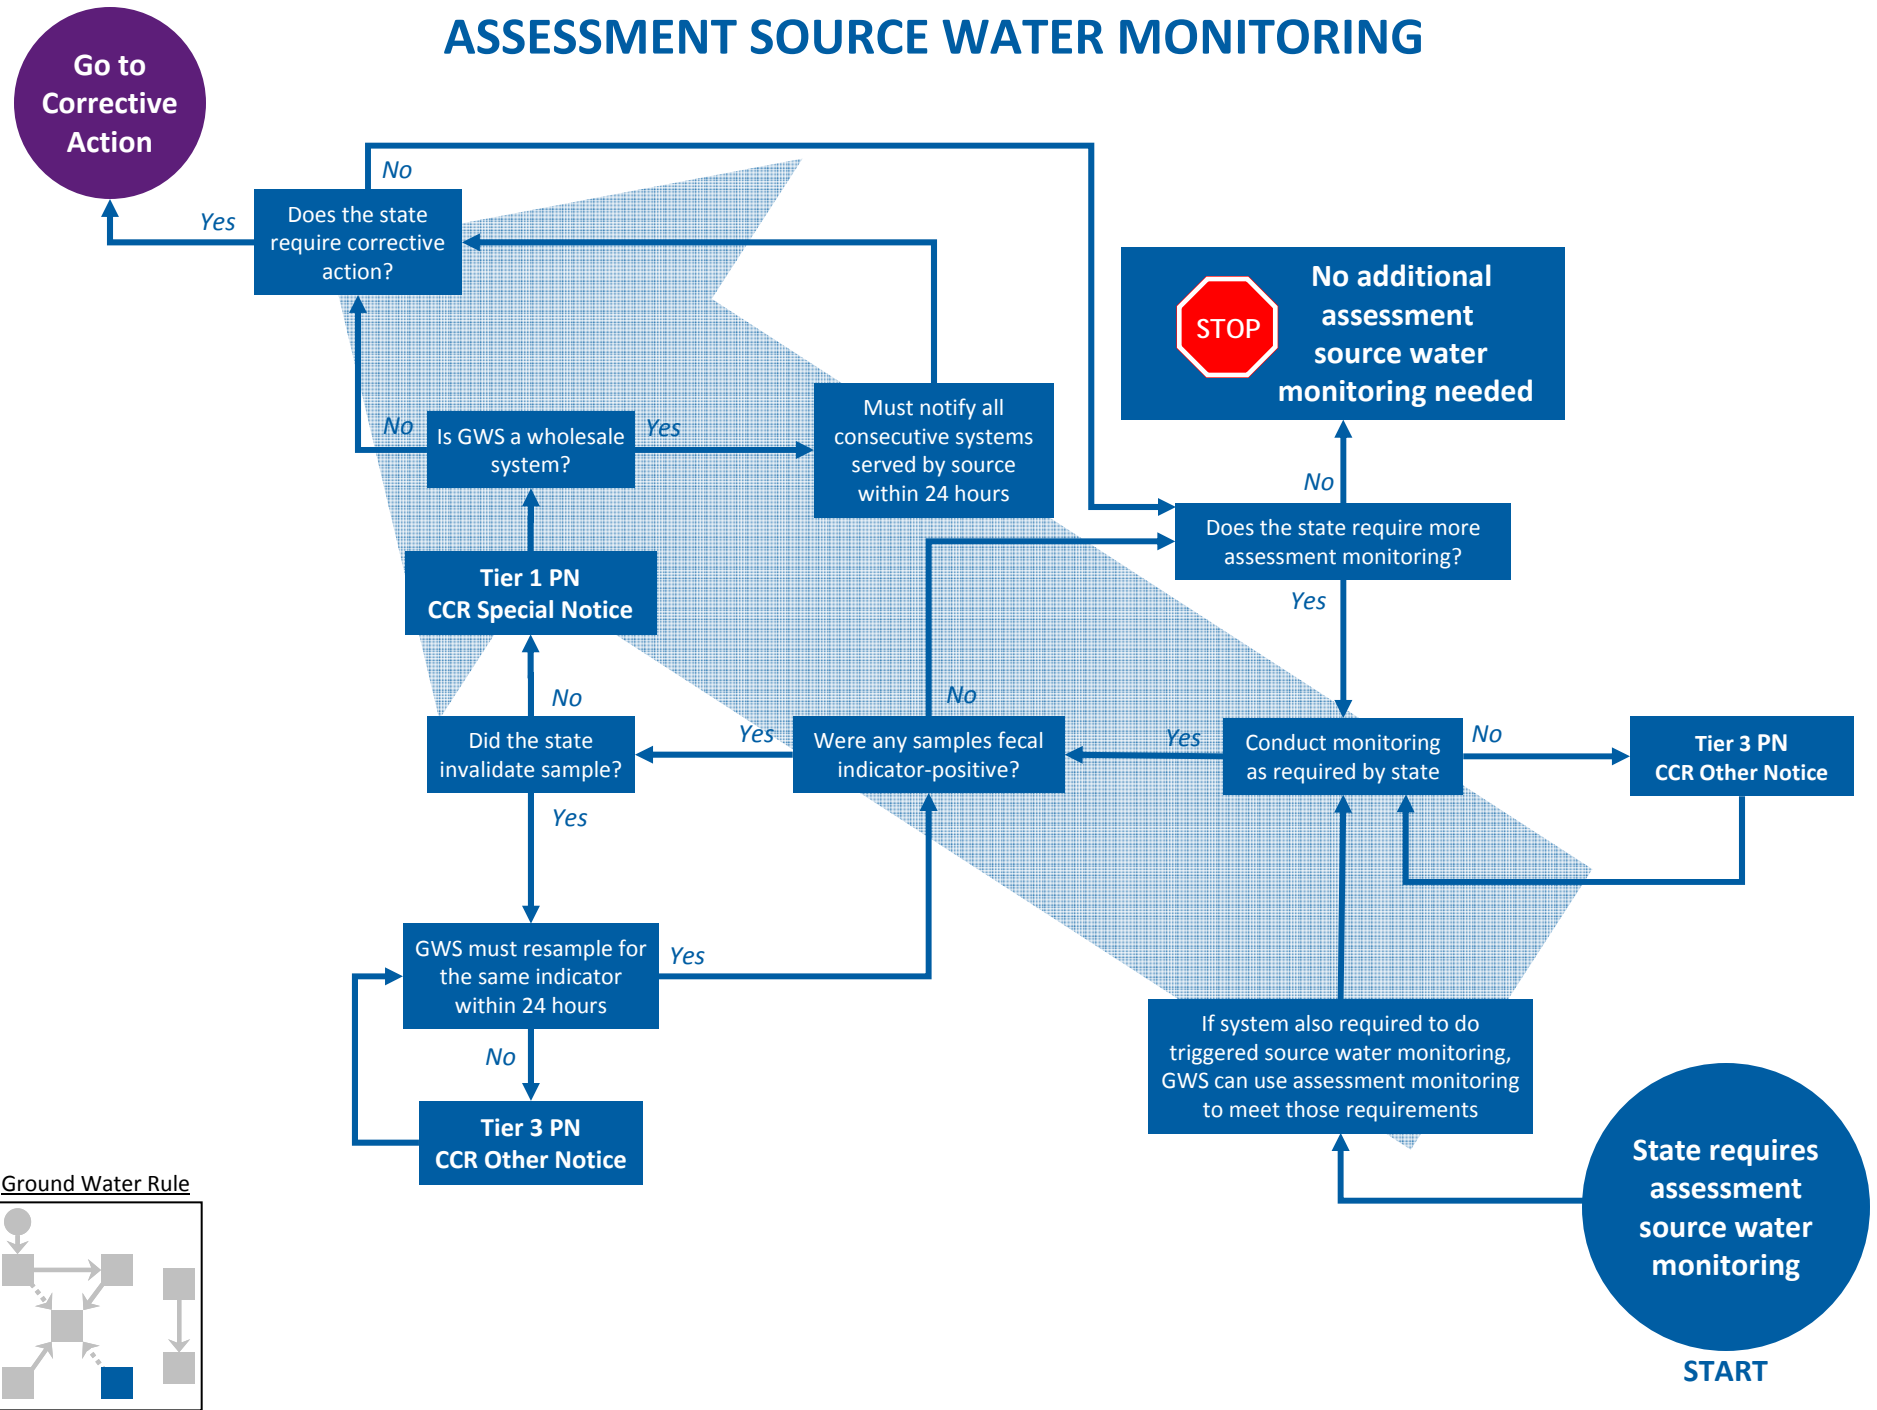 ASSESSMENT SOURCE WATER MONITORING
Go to
Corrective
Action
No
Yes
Does the state
require corrective
action?
STOP
No additional
assessment
source water
monitoring needed
No
Is GWS a wholesale
system?
Yes
Must notify all
consecutive systems
served by source
within 24 hours
No
Does the state require more
assessment monitoring?
Yes
Tier 1 PN
CCR Special Notice
No
No
Did the state
invalidate sample?
Yes
Were any samples fecal
indicator-positive?
Yes
Conduct monitoring
as required by state
No
Tier 3 PN
CCR Other Notice
Yes
GWS must resample for
the same indicator
within 24 hours
Yes
No
Tier 3 PN
CCR Other Notice
If system also required to do
triggered source water monitoring,
GWS can use assessment monitoring
to meet those requirements
State requires
assessment
source water
monitoring
START
Ground Water Rule